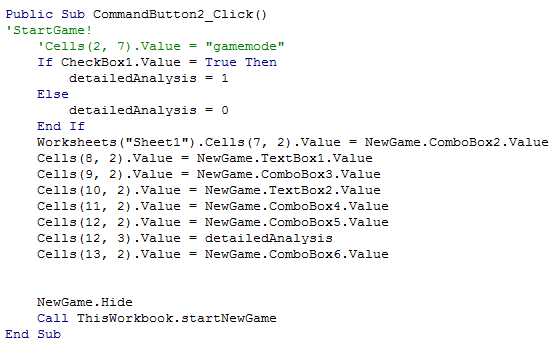 Public Sub CommandButton2_Click()
'StartGame!
    'Cells(2, 7).Value = "gamemode"
    If CheckBox1.Value = True Then
        detailedAnalysis = 1
    Else
        detailedAnalysis = 0
    End If
    Worksheets("Sheet1").Cells(7, 2).Value = NewGame.ComboBox2.Value
    Cells(8, 2).Value = NewGame.TextBox1.Value
    Cells(9, 2).Value = NewGame.ComboBox3.Value
    Cells(10, 2).Value = NewGame.TextBox2.Value
    Cells(11, 2).Value = NewGame.ComboBox4.Value
    Cells(12, 2).Value = NewGame.ComboBox5.Value
    Cells(12, 3).Value = detailedAnalysis
    Cells(13, 2).Value = NewGame.ComboBox6.Value
    NewGame.Hide
    Call ThisWorkbook.startNewGame
End Sub